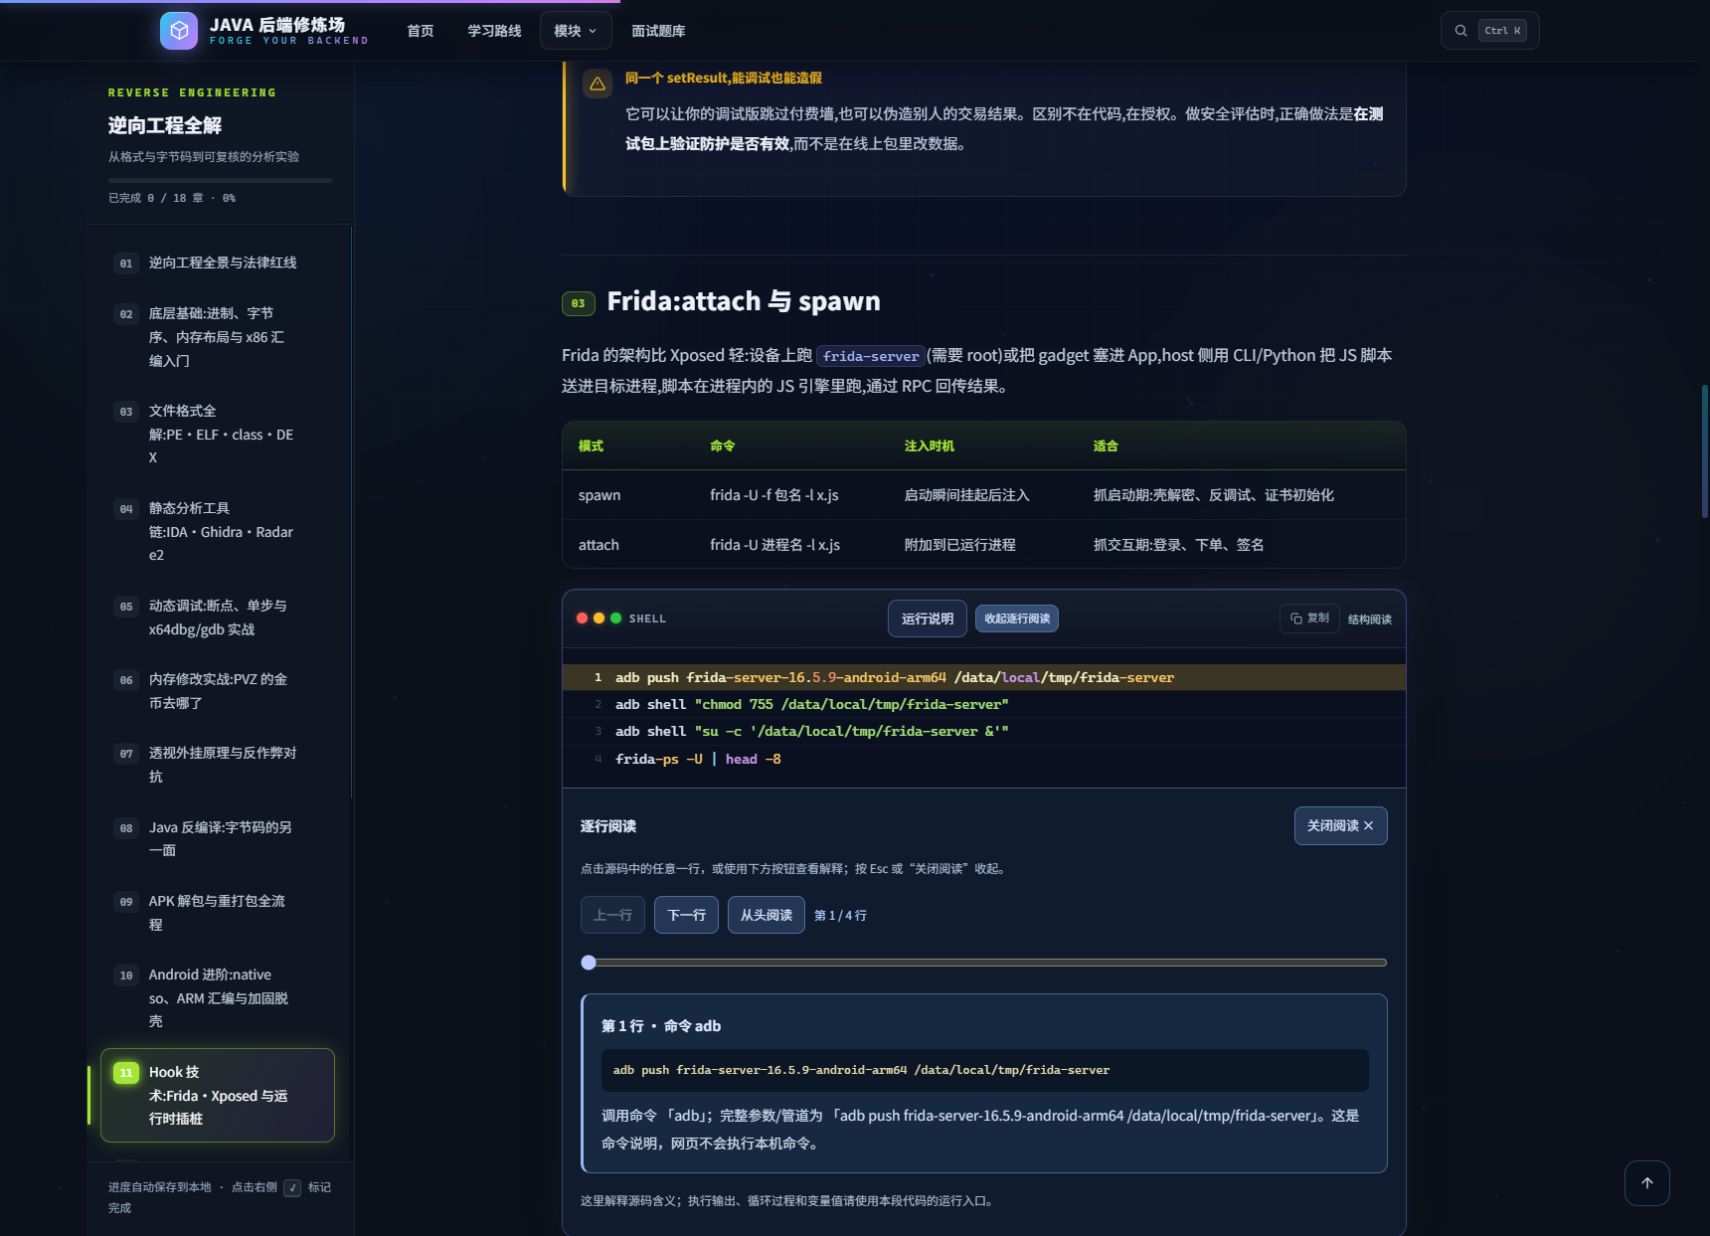 JAVA 后端修炼场
FORGE YOUR BACKEND
首页
学习路线
模块
面试题库
Ctrl K
REVERSE ENGINEERING
逆向工程全解
从格式与字节码到可复核的分析实验
已完成 0 / 18 章 · 0%
01 逆向工程全景与法律红线
02 底层基础:进制、字节
序、内存布局与 x86 汇
编入门
03 文件格式全
解:PE·ELF·class·DE
X
04 静态分析工具
链:IDA·Ghidra·Radar
e2
05 动态调试:断点、单步与
x64dbg/gdb 实战
06 内存修改实战:PVZ 的金
币去哪了
07 透视外挂原理与反作弊对
抗
08 Java 反编译:字节码的另
一面
09 APK 解包与重打包全流
程
10 Android 进阶:native
so、ARM 汇编与加固脱
壳
11 Hook 技
术:Frida·Xposed 与运
行时插桩
进度自动保存到本地 · 点击右侧 ✓ 标记
完成
同一个 setResult,能调试也能造假
它可以让你的调试版跳过付费墙,也可以伪造别人的交易结果。区别不在代码,在授权。做安全评估时,正确做法是在测
试包上验证防护是否有效,而不是在线上包里改数据。
03 Frida:attach 与 spawn
Frida 的架构比 Xposed 轻:设备上跑 frida-server(需要 root)或把 gadget 塞进 App,host 侧用 CLI/Python 把 JS 脚本
送进目标进程,脚本在进程内的 JS 引擎里跑,通过 RPC 回传结果。
模式 命令 注入时机 适合
spawn frida -U -f 包名 -l x.js 启动瞬间挂起后注入 抓启动期:壳解密、反调试、证书初始化
attach frida -U 进程名 -l x.js 附加到已运行进程 抓交互期:登录、下单、签名
SHELL 运行说明 收起逐行阅读 复制 结构阅读
1 adb push frida-server-16.5.9-android-arm64 /data/local/tmp/frida-server
2 adb shell "chmod 755 /data/local/tmp/frida-server"
3 adb shell "su -c '/data/local/tmp/frida-server &'"
4 frida-ps -U | head -8
逐行阅读
关闭阅读 ×
点击源码中的任意一行，或使用下方按钮查看解释；按 Esc 或“关闭阅读”收起。
上一行 下一行 从头阅读 第 1 / 4 行
第 1 行 · 命令 adb
adb push frida-server-16.5.9-android-arm64 /data/local/tmp/frida-server
调用命令「adb」；完整参数/管道为「adb push frida-server-16.5.9-android-arm64 /data/local/tmp/frida-server」。这是
命令说明，网页不会执行本机命令。
这里解释源码含义；执行输出、循环过程和变量值请使用本段代码的运行入口。